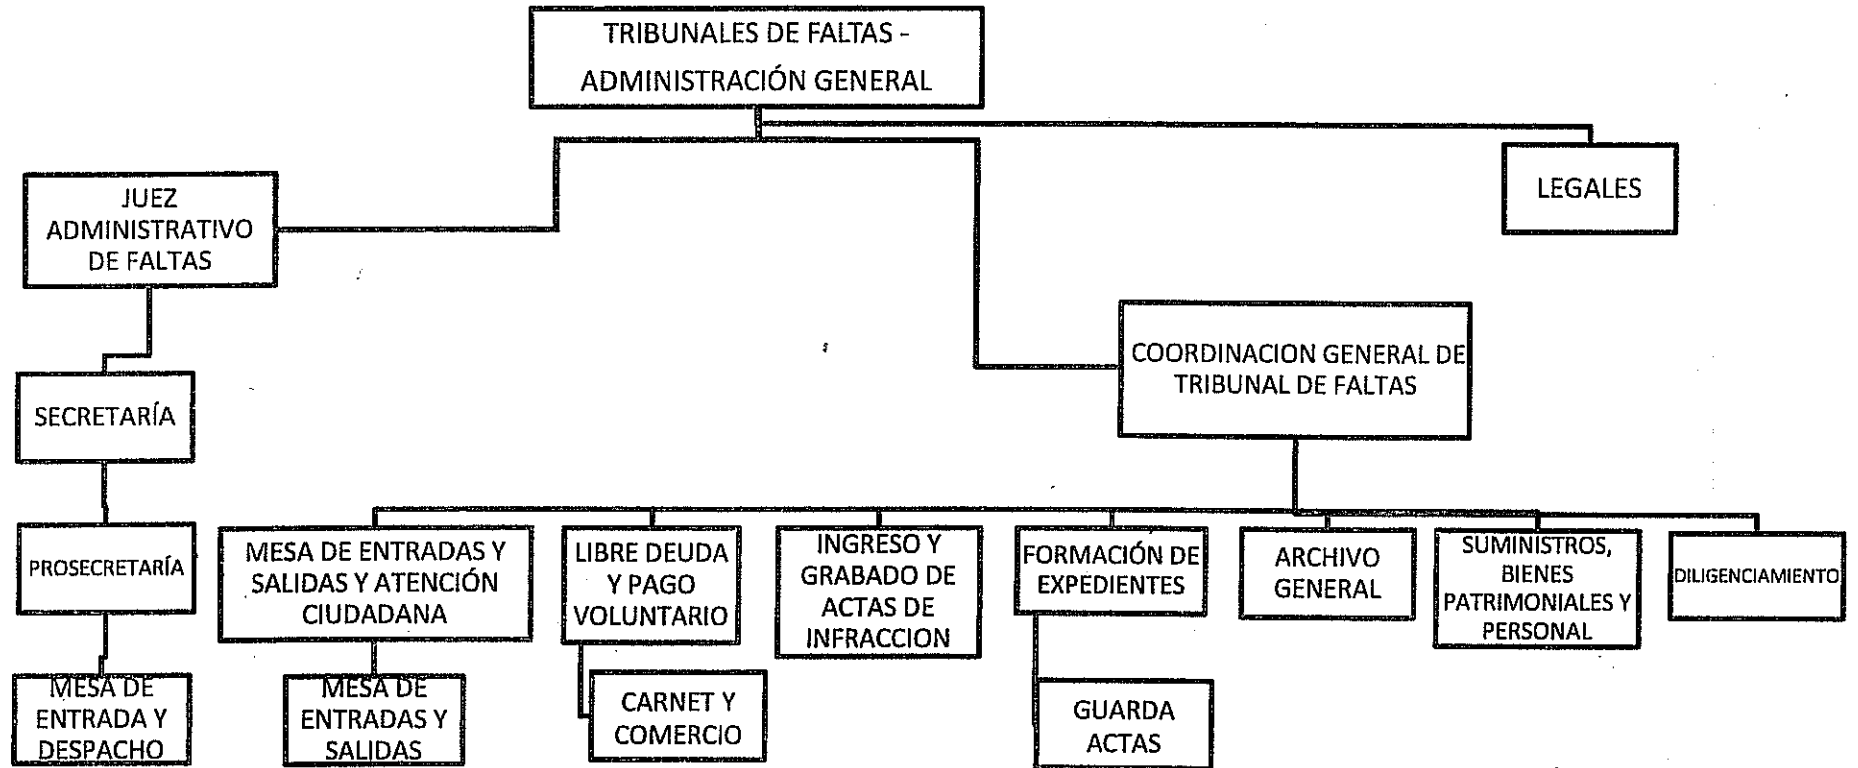 TRIBUNALES DE FALTAS -
ADMINISTRACIÓN GENERAL
LEGALES
JUEZ
ADMINISTRATIVO
DE FALTAS
COORDINACION GENERAL DE
TRIBUNAL DE FALTAS
SECRETARÍA
PROSECRETARÍA
MESA DE ENTRADAS Y
SALIDAS Y ATENCIÓN
CIUDADANA
LIBRE DEUDA
Y PAGO
VOLUNTARIO
INGRESO Y
GRABADO DE
ACTAS DE
INFRACCION
FORMACIÓN DE
EXPEDIENTES
ARCHIVO
GENERAL
SUMINISTROS,
BIENES
PATRIMONIALES Y
PERSONAL
DILIGENCIAMIENTO
MESA DE
ENTRADA Y
DESPACHO
MESA DE
ENTRADAS Y
SALIDAS
CARNET Y
COMERCIO
GUARDA
ACTAS